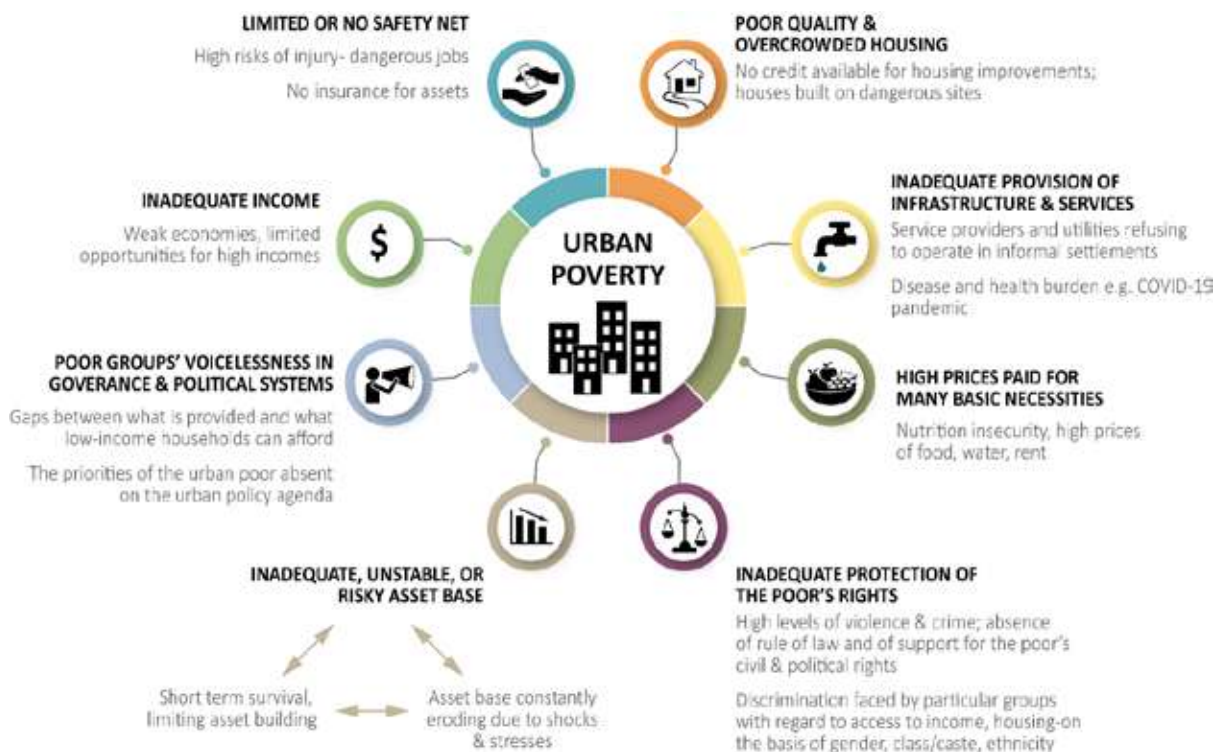 LIMITED OR NO SAFETY NET
High risks of injury- dangerous jobs
No insurance for assets
POOR QUALITY &
OVERCROWDED HOUSING
No credit available for housing improvements;
houses built on dangerous sites
INADEQUATE INCOME
Weak economies, limited
opportunities for high incomes
$
URBAN
POVERTY
INADEQUATE PROVISION OF
INFRASTRUCTURE & SERVICES
Service providers and utilities refusing
to operate in informal settlements
Disease and health burden e.g. COVID-19
pandemic
POOR GROUPS' VOICELESSNESS IN
GOVERANCE & POLITICAL SYSTEMS
Gaps between what is provided and what
low-income households can afford
The priorities of the urban poor absent
on the urban policy agenda
HIGH PRICES PAID FOR
MANY BASIC NECESSITIES
Nutrition insecurity, high prices
of food, water, rent
INADEQUATE, UNSTABLE, OR
RISKY ASSET BASE
Short term survival,
limiting asset building
Asset base constantly
eroding due to shocks
& stresses
INADEQUATE PROTECTION OF
THE POOR'S RIGHTS
High levels of violence & crime; absence
of rule of law and of support for the poor's
civil & political rights
Discrimination faced by particular groups
with regard to access to income, housing-on
the basis of gender, class/caste, ethnicity